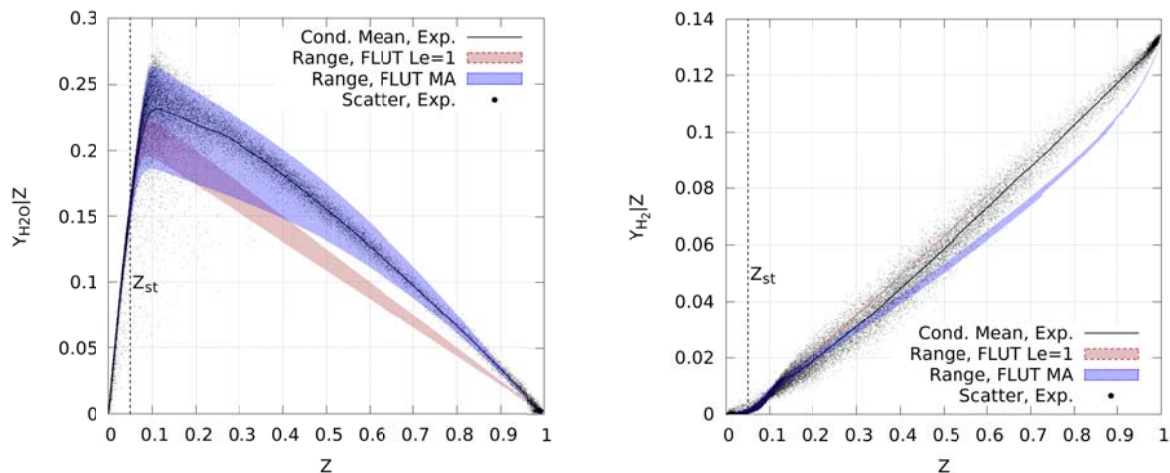 0.3
0.25
0.2
0.15
0.1
0.05
0
Y_H2O|Z
Cond. Mean, Exp.
Range, FLUT Le=1
Range, FLUT MA
Scatter, Exp.
Z_st
0 0.1 0.2 0.3 0.4 0.5 0.6 0.7 0.8 0.9 1
Z
0.14
0.12
0.1
0.08
0.06
0.04
0.02
0
Y_H2|Z
Z_st
Cond. Mean, Exp.
Range, FLUT Le=1
Range, FLUT MA
Scatter, Exp.
0 0.1 0.2 0.3 0.4 0.5 0.6 0.7 0.8 0.9 1
Z